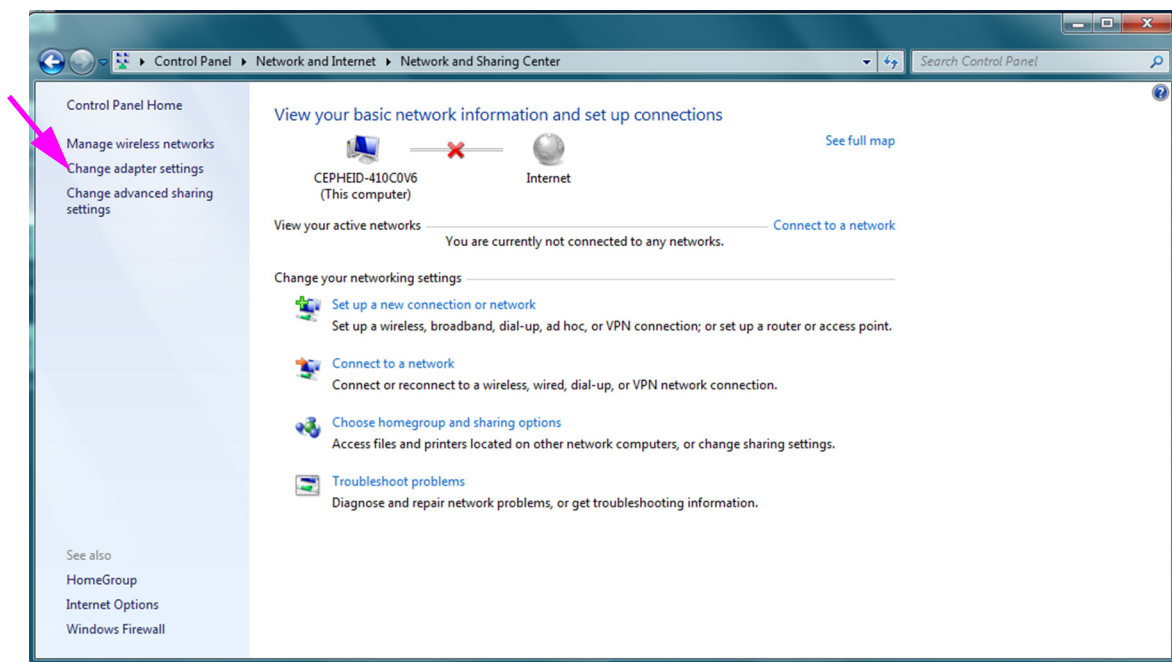 Control Panel Network and Internet Network and Sharing Center
Search Control Panel
Control Panel Home
Manage wireless networks
Change adapter settings
Change advanced sharing
settings
See also
HomeGroup
Internet Options
Windows Firewall
View your basic network information and set up connections
See full map
CEPHEID-410C0V6
(This computer)
Internet
View your active networks
Connect to a network
You are currently not connected to any networks.
Change your networking settings
Set up a new connection or network
Set up a wireless, broadband, dial-up, ad hoc, or VPN connection; or set up a router or access point.
Connect to a network
Connect or reconnect to a wireless, wired, dial-up, or VPN network connection.
Choose homegroup and sharing options
Access files and printers located on other network computers, or change sharing settings.
Troubleshoot problems
Diagnose and repair network problems, or get troubleshooting information.